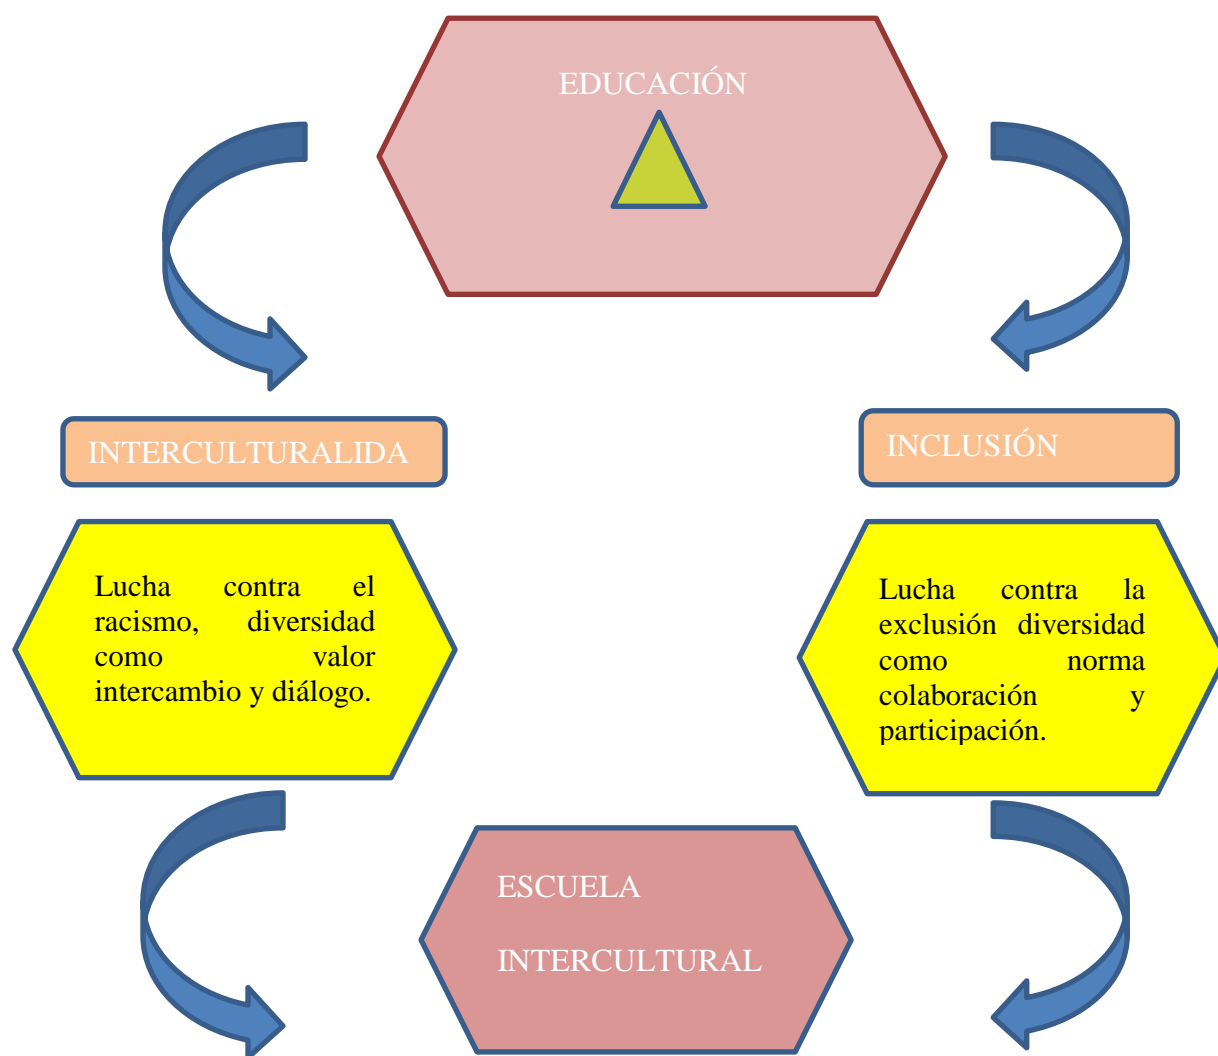 EDUCACIÓN
INTERCULTURALIDA
INCLUSIÓN
Lucha contra el
racismo, diversidad
como valor
intercambio y diálogo.
Lucha contra la
exclusión diversidad
como norma
colaboración y
participación.
ESCUELA
INTERCULTURAL